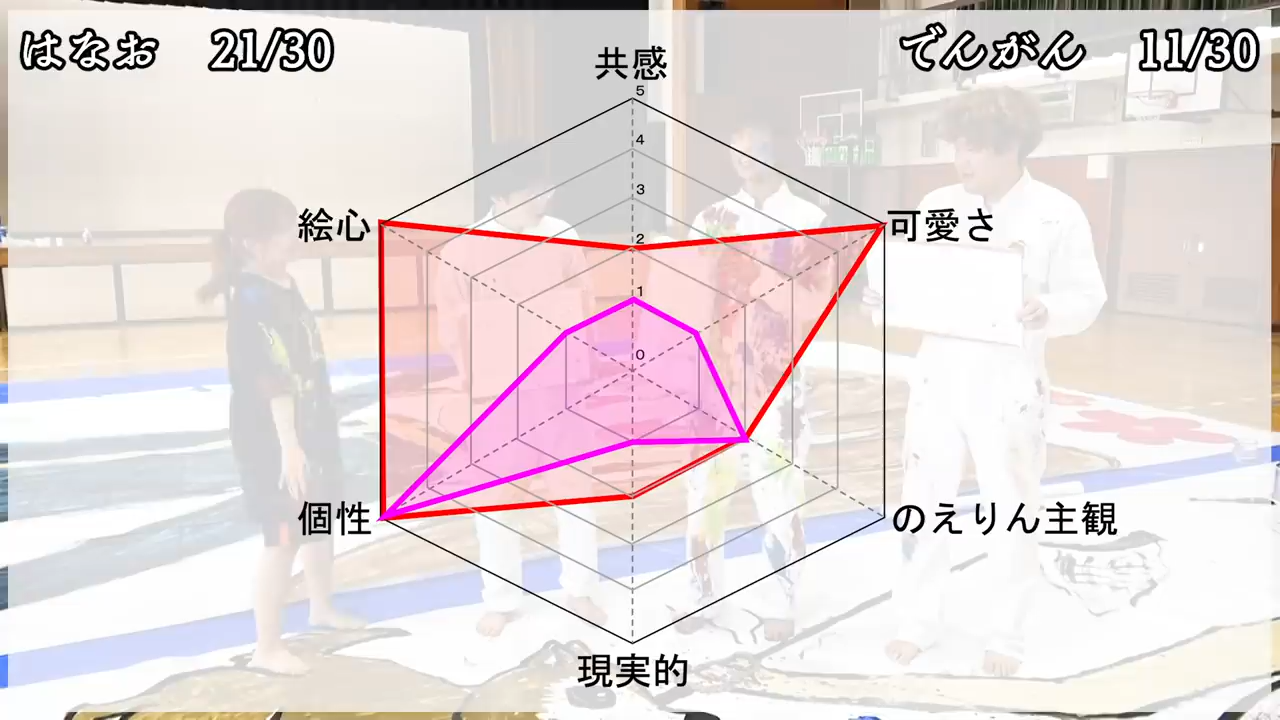 はなお 21/30
でんがん 11/30
共感
5
4
3
2
1
0
絵心
可愛さ
個性
のえりん主観
現実的